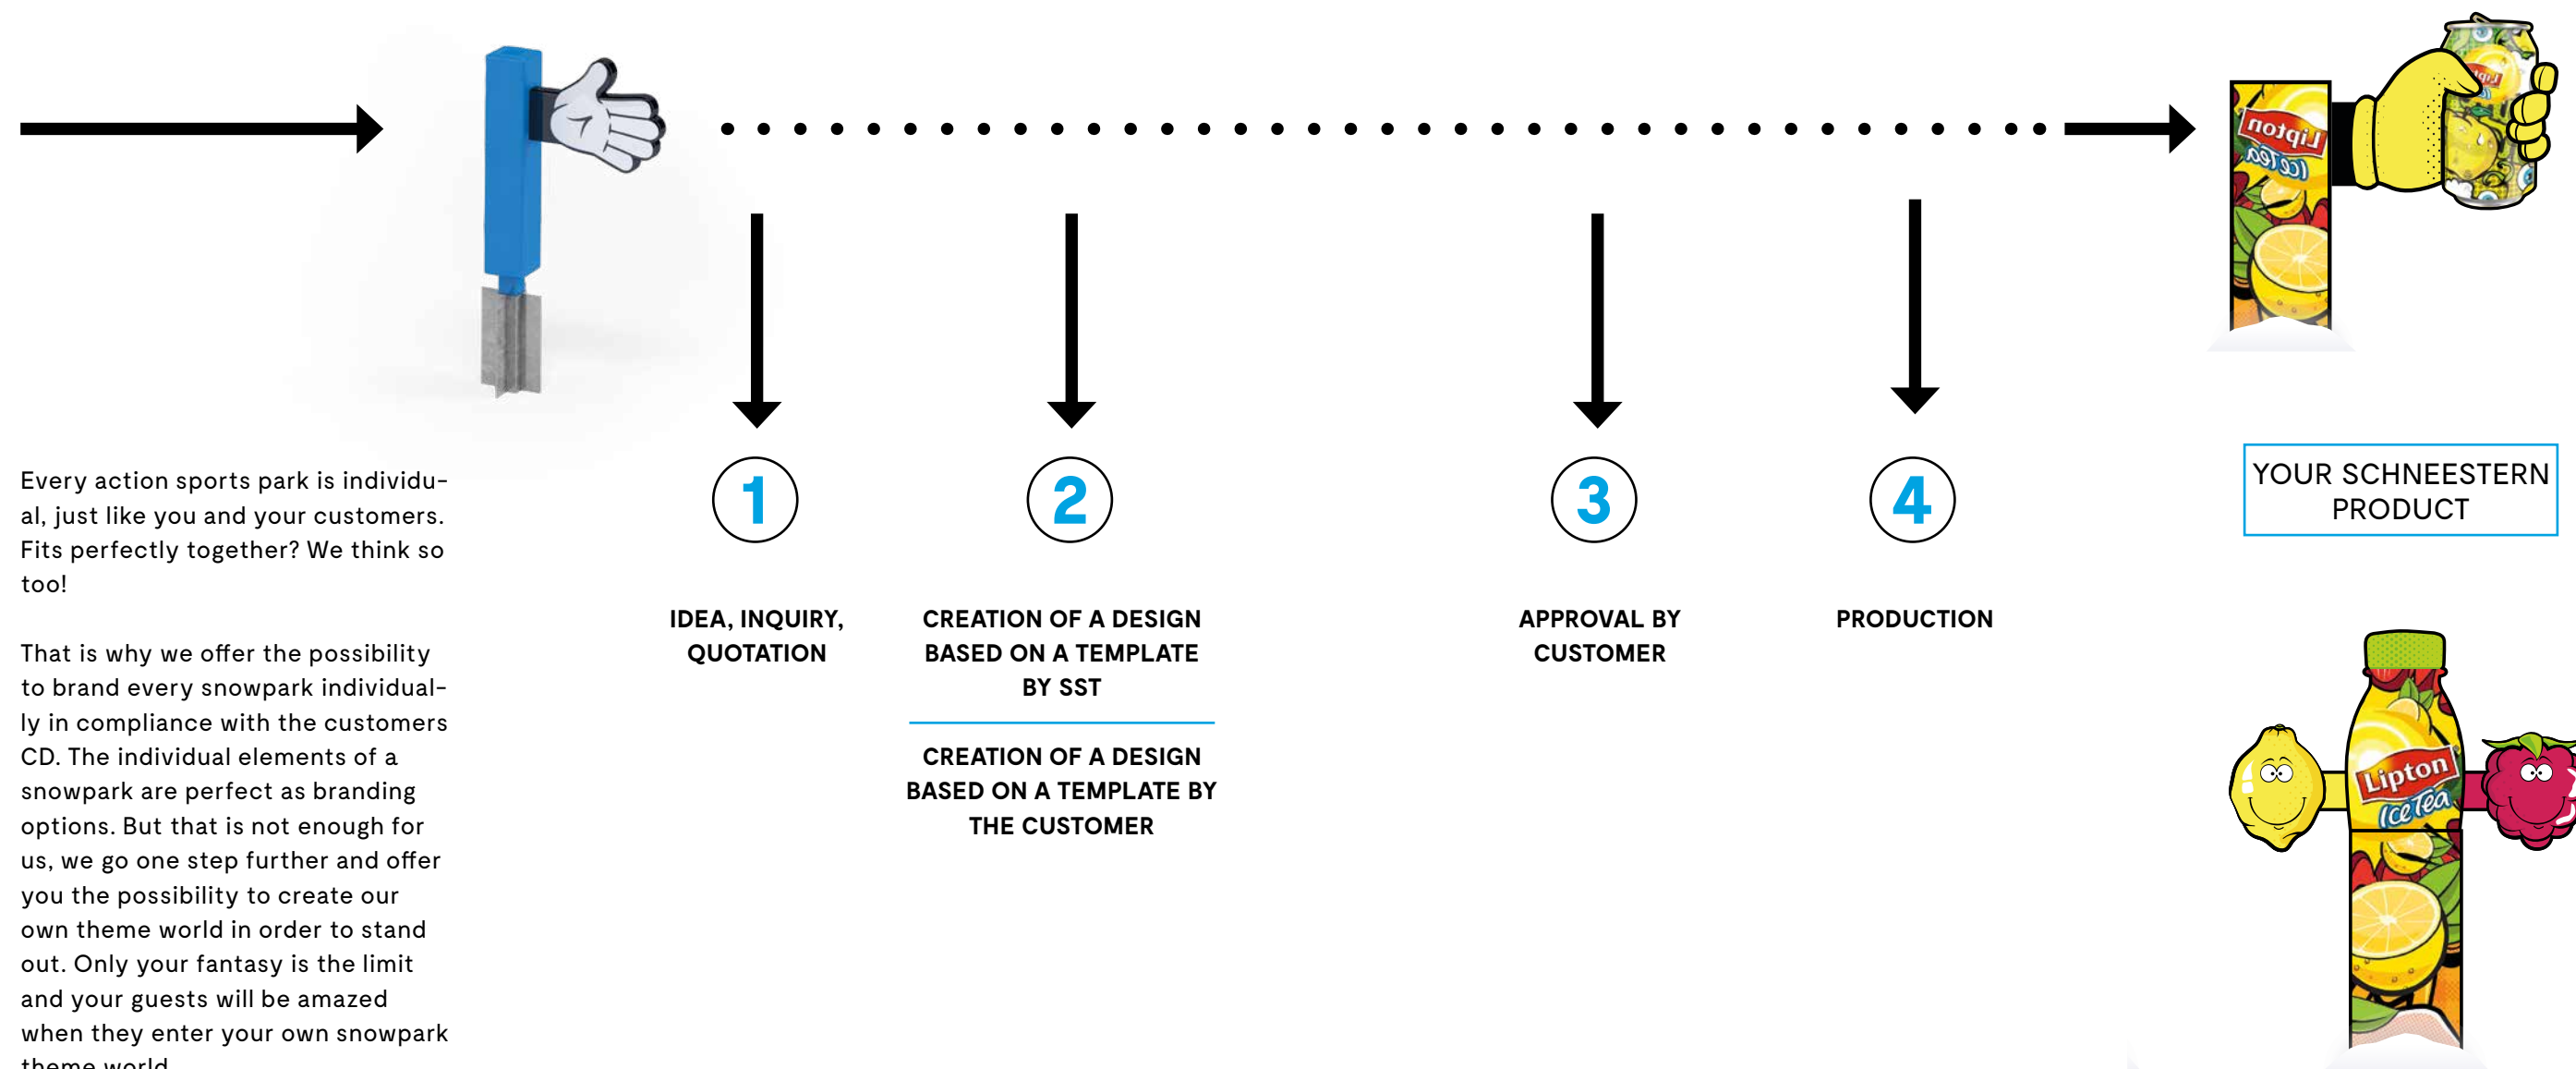 Every action sports park is individu-
al, just like you and your customers.
Fits perfectly together? We think so
too!
That is why we offer the possibility
to brand every snowpark individual-
ly in compliance with the customers
CD. The individual elements of a
snowpark are perfect as branding
options. But that is not enough for
us, we go one step further and offer
you the possibility to create our
own theme world in order to stand
out. Only your fantasy is the limit
and your guests will be amazed
when they enter your own snowpark
theme world
1
IDEA, INQUIRY,
QUOTATION
2
CREATION OF A DESIGN
BASED ON A TEMPLATE
BY SST
CREATION OF A DESIGN
BASED ON A TEMPLATE BY
THE CUSTOMER
3
APPROVAL BY
CUSTOMER
4
PRODUCTION
Lipton
Ice Tea
Lipton
YOUR SCHNEESTERN
PRODUCT
Lipton
Ice Tea